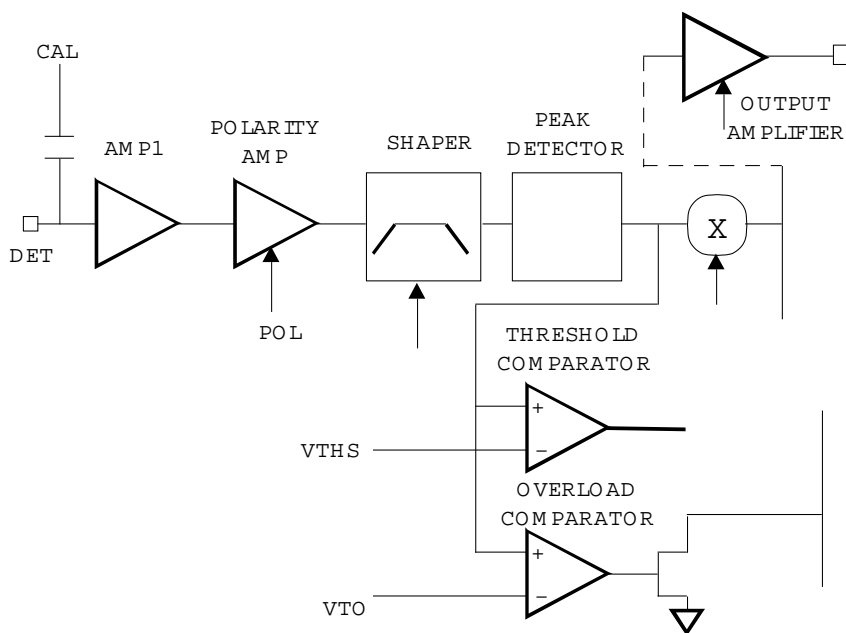 CAL
OUTPUT
AMPLIFIER
POLARITY
AMP
PEAK
DETECTOR
AMP1
SHAPER
X
DET
POL
THRESHOLD
COMPARATOR
+
VTHS
−
OVERLOAD
COMPARATOR
+
VTO
−